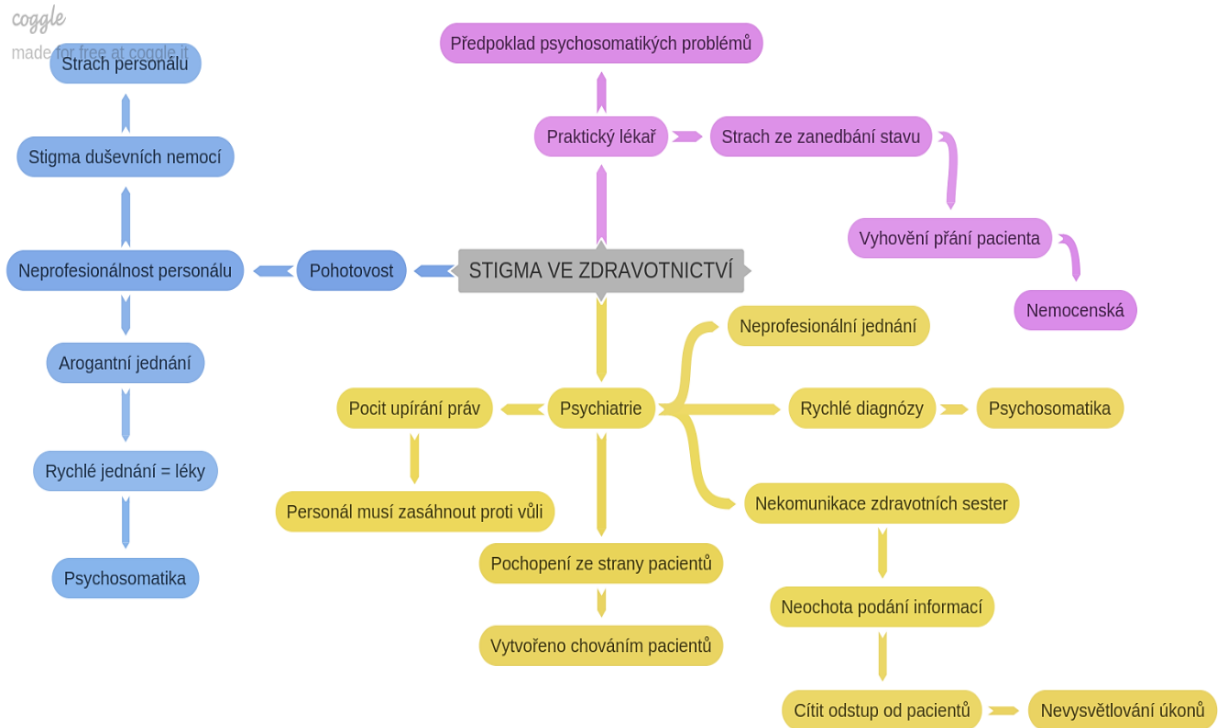 coggle
made for free at coggle.it
Strach personálu
Stigma duševních nemocí
Neprofesionálnost personálu
Pohotovost
Arogantní jednání
Rychlé jednání = léky
Psychosomatika
STIGMA VE ZDRAVOTNICTVÍ
Předpoklad psychosomatikých problémů
Praktický lékař
Strach ze zanedbání stavu
Vyhovění přání pacienta
Nemocenská
Psychiatrie
Neprofesionální jednání
Rychlé diagnózy
Psychosomatika
Pocit upírání práv
Personál musí zasáhnout proti vůli
Pochopení ze strany pacientů
Vytvořeno chováním pacientů
Nekomunikace zdravotních sester
Neochota podání informací
Cítit odstup od pacientů
Nevysvětlování úkonů